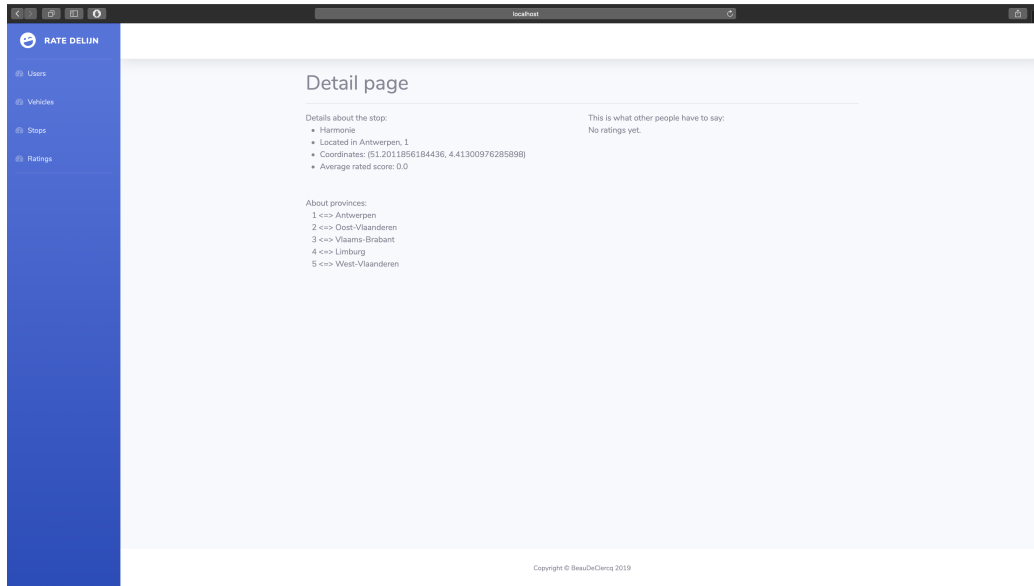 localhost
RATE DELIJN
Users
Vehicles
Stops
Ratings
Detail page
Details about the stop:
• Harmonie
• Located in Antwerpen, 1
• Coordinates: (51.2011856184436, 4.41300976285898)
• Average rated score: 0.0
This is what other people have to say:
No ratings yet.
About provinces:
1 <=> Antwerpen
2 <=> Oost-Vlaanderen
3 <=> Vlaams-Brabant
4 <=> Limburg
5 <=> West-Vlaanderen
Copyright © BeauDeClercq 2019